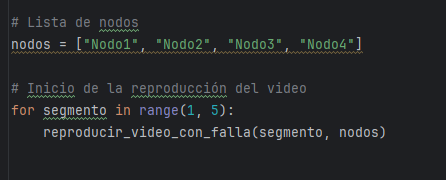 # Lista de nodos
nodos = ["Nodo1", "Nodo2", "Nodo3", "Nodo4"]
# Inicio de la reproducción del video
for segmento in range(1, 5):
    reproducir_video_con_falla(segmento, nodos)